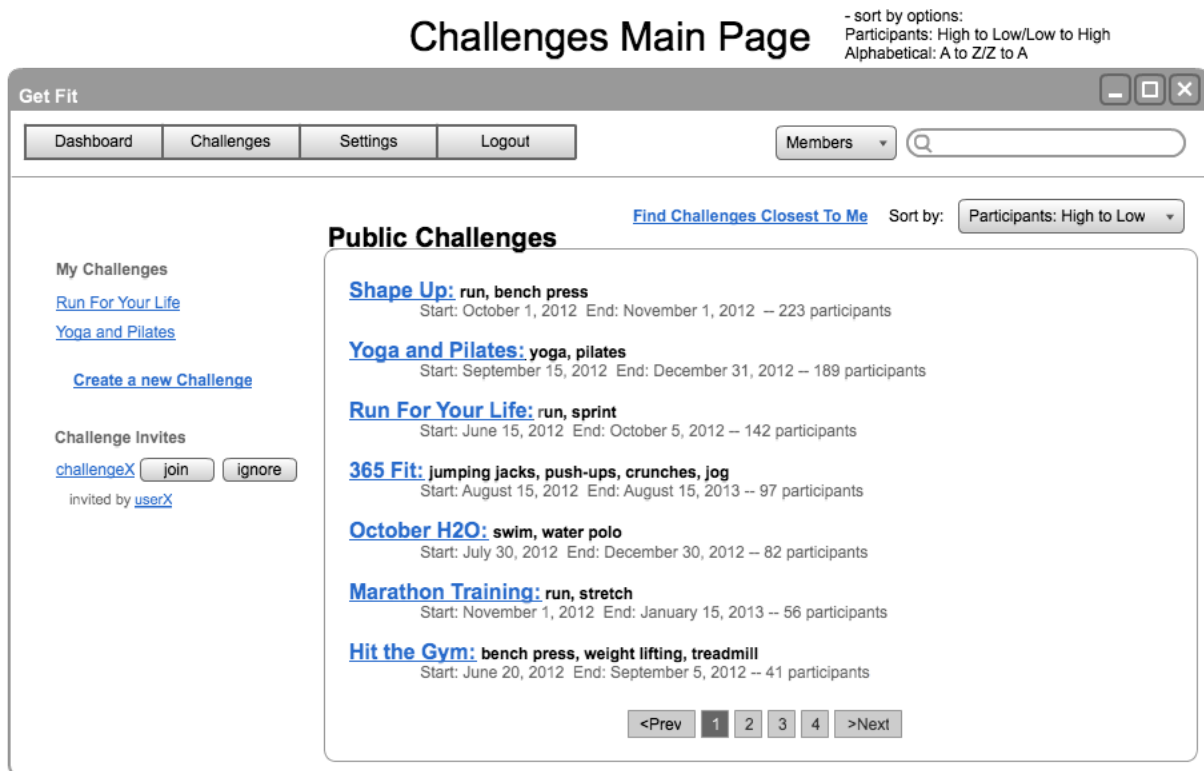 Challenges Main Page
- sort by options:
Participants: High to Low/Low to High
Alphabetical: A to Z/Z to A
Get Fit
Dashboard Challenges Settings Logout Members
Find Challenges Closest To Me Sort by: Participants: High to Low
Public Challenges
My Challenges
Run For Your Life
Yoga and Pilates
Create a new Challenge
Challenge Invites
challengeX join ignore
invited by userX
Shape Up: run, bench press
Start: October 1, 2012 End: November 1, 2012 -- 223 participants
Yoga and Pilates: yoga, pilates
Start: September 15, 2012 End: December 31, 2012 -- 189 participants
Run For Your Life: run, sprint
Start: June 15, 2012 End: October 5, 2012 -- 142 participants
365 Fit: jumping jacks, push-ups, crunches, jog
Start: August 15, 2012 End: August 15, 2013 -- 97 participants
October H2O: swim, water polo
Start: July 30, 2012 End: December 30, 2012 -- 82 participants
Marathon Training: run, stretch
Start: November 1, 2012 End: January 15, 2013 -- 56 participants
Hit the Gym: bench press, weight lifting, treadmill
Start: June 20, 2012 End: September 5, 2012 -- 41 participants
<Prev 1 2 3 4 >Next